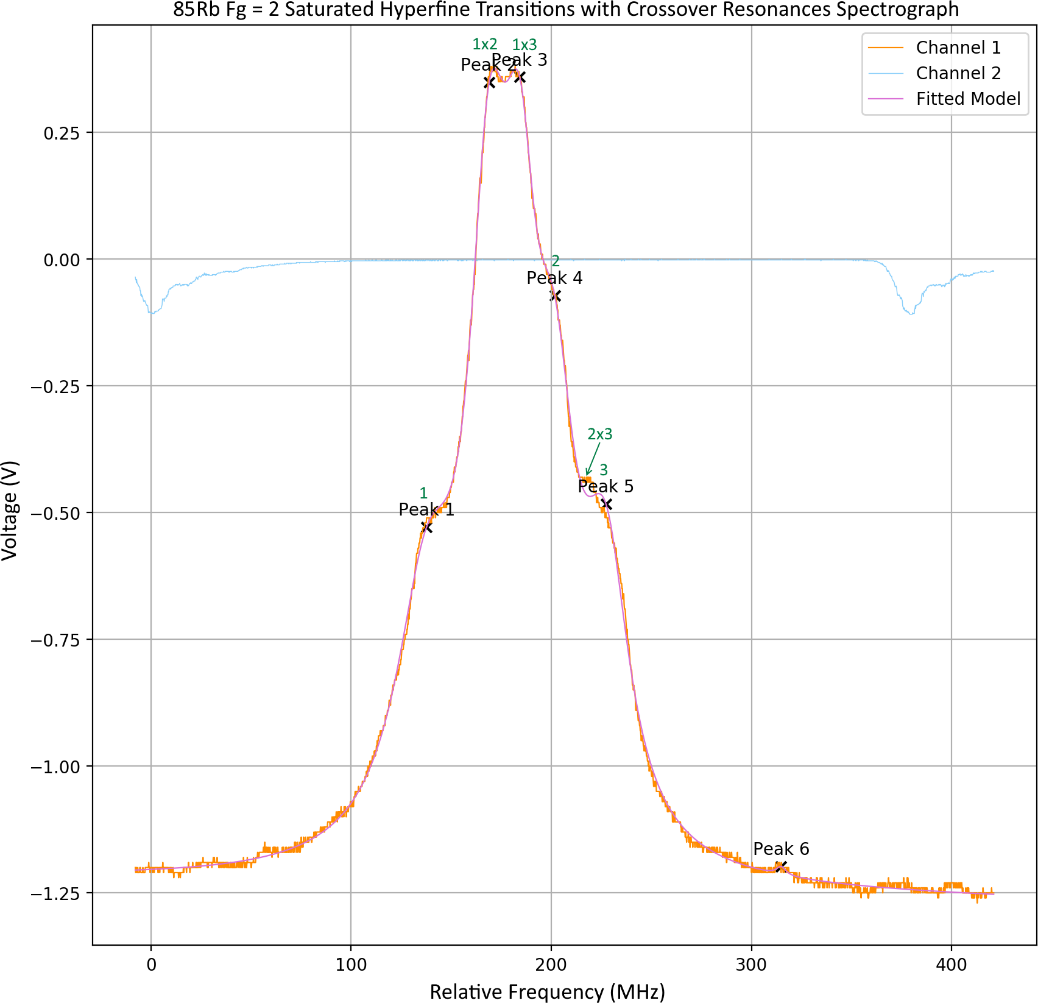 85Rb Fg = 2 Saturated Hyperfine Transitions with Crossover Resonances Spectrograph
Channel 1
Channel 2
Fitted Model
1x2
1x3
Peak 2
Peak 3
2
Peak 4
2x3
3
Peak 5
1
Peak 1
Peak 6
0.25
0.00
−0.25
−0.50
−0.75
−1.00
−1.25
Voltage (V)
0 100 200 300 400
Relative Frequency (MHz)